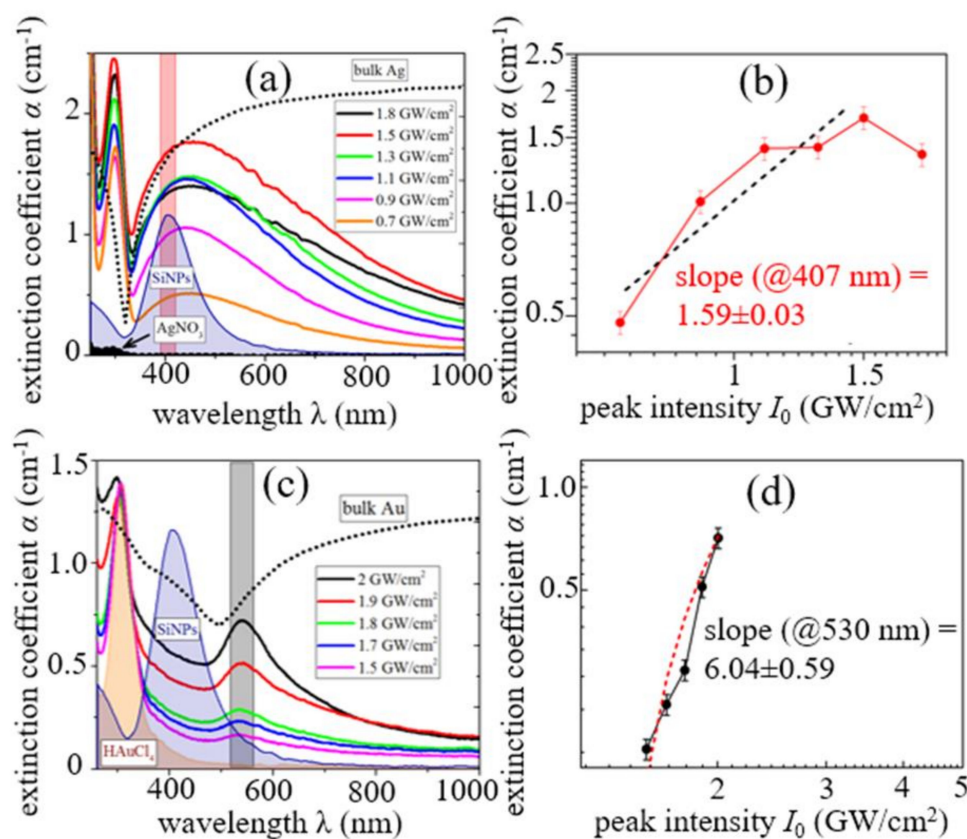 extinction coefficient α (cm⁻¹)
2
1
0
(a)
bulk Ag
1.8 GW/cm²
1.5 GW/cm²
1.3 GW/cm²
1.1 GW/cm²
0.9 GW/cm²
0.7 GW/cm²
SiNPs
AgNO₃
400 600 800 1000
wavelength λ (nm)
extinction coefficient α (cm⁻¹)
2.5
2.0
1.5
1.0
0.5
(b)
slope (@407 nm) =
1.59±0.03
1 1.5
peak intensity I₀ (GW/cm²)
extinction coefficient α (cm⁻¹)
1.5
1.0
0.5
0
(c)
bulk Au
2 GW/cm²
1.9 GW/cm²
1.8 GW/cm²
1.7 GW/cm²
1.5 GW/cm²
SiNPs
HAuCl₄
400 600 800 1000
wavelength λ (nm)
extinction coefficient α (cm⁻¹)
1.0
0.5
(d)
slope (@530 nm) =
6.04±0.59
2 3 4 5
peak intensity I₀ (GW/cm²)